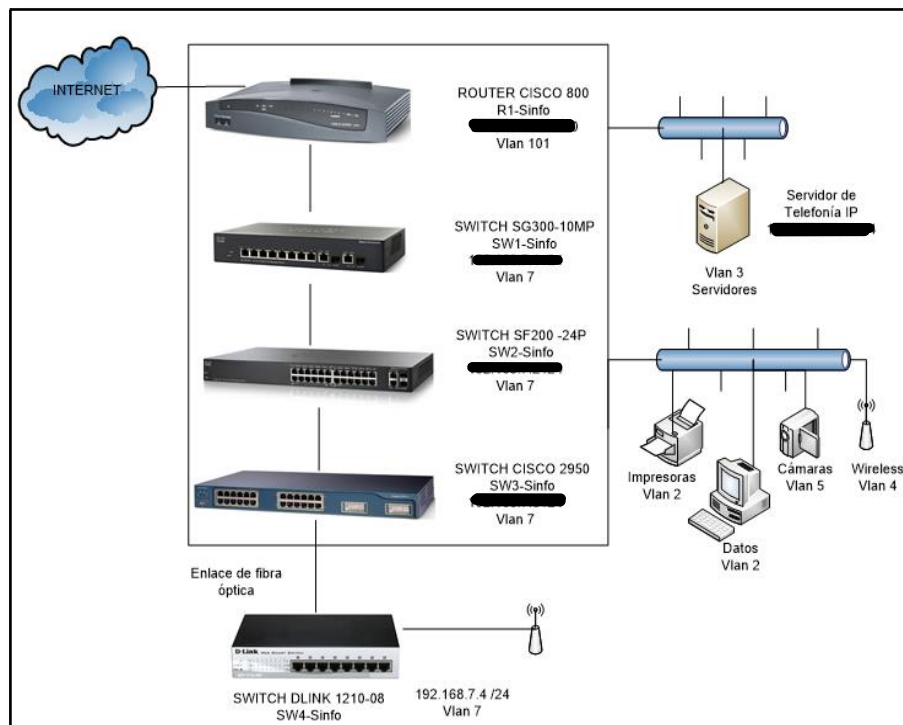 INTERNET
ROUTER CISCO 800
R1-Sinfo
Vlan 101
SWITCH SG300-10MP
SW1-Sinfo
Vlan 7
SWITCH SF200 -24P
SW2-Sinfo
Vlan 7
SWITCH CISCO 2950
SW3-Sinfo
Vlan 7
Servidor de
Telefonía IP
Vlan 3
Servidores
Impresoras
Vlan 2
Datos
Vlan 2
Cámaras
Vlan 5
Wireless
Vlan 4
Enlace de fibra
óptica
D-Link
SWITCH DLINK 1210-08
SW4-Sinfo
192.168.7.4 /24
Vlan 7